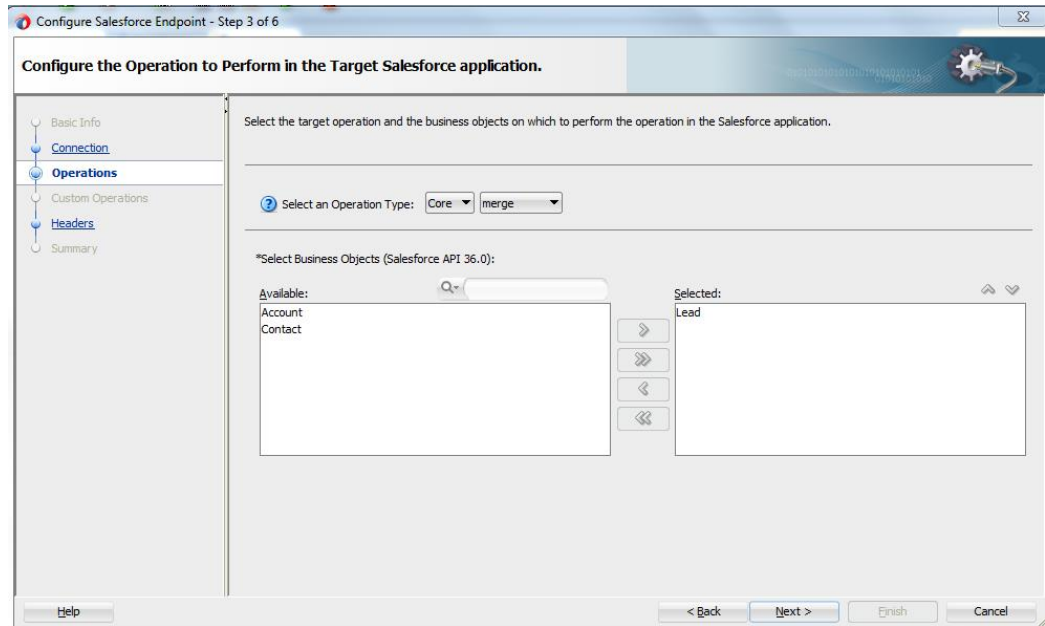 Configure Salesforce Endpoint - Step 3 of 6
Configure the Operation to Perform in the Target Salesforce application.
Basic Info
Connection
Operations
Custom Operations
Headers
Summary
Select the target operation and the business objects on which to perform the operation in the Salesforce application.
Select an Operation Type: Core merge
*Select Business Objects (Salesforce API 36.0):
Available:
Account
Contact
Selected:
Lead
Help
< Back Next > Finish Cancel